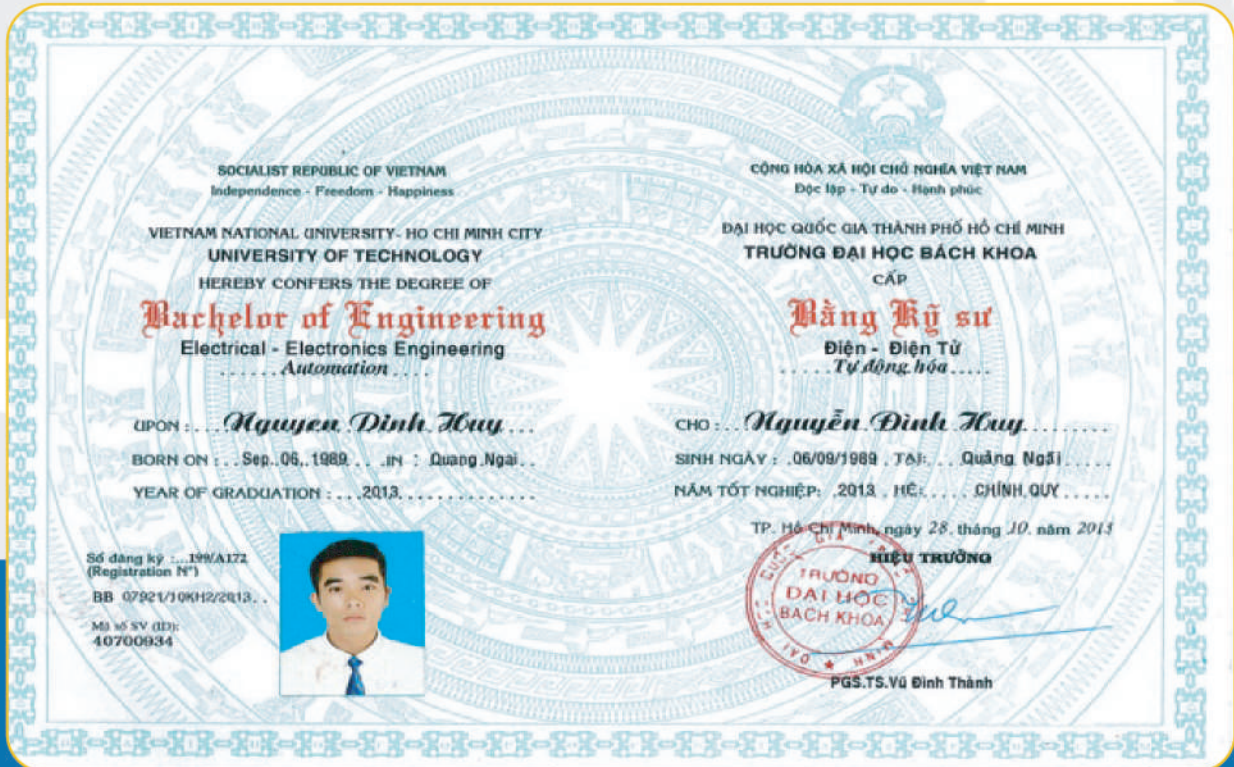 SOCIALIST REPUBLIC OF VIETNAM
Independence - Freedom - Happiness
VIETNAM NATIONAL UNIVERSITY- HO CHI MINH CITY
UNIVERSITY OF TECHNOLOGY
HEREBY CONFERS THE DEGREE OF
Bachelor of Engineering
Electrical - Electronics Engineering
......Automation....
UPON :...Nguyen Dinh Huy...
BORN ON :...Sep..06..1989....IN : Quang Ngai..
YEAR OF GRADUATION :...2013.............
Số đăng ký :...199/A172
(Registration N°)
BB 07921/10KH2/2013..
Mã số SV (ID):
40700934
CỘNG HÒA XÃ HỘI CHỦ NGHĨA VIỆT NAM
Độc lập - Tự do - Hạnh phúc
ĐẠI HỌC QUỐC GIA THÀNH PHỐ HỒ CHÍ MINH
TRƯỜNG ĐẠI HỌC BÁCH KHOA
CẤP
Bằng Kỹ sư
Điện - Điện Tử
.....Tự động hóa.....
CHO :..Nguyễn Đình Huy........
SINH NGÀY : .06/09/1989 . TẠI:....Quảng Ngãi.....
NĂM TỐT NGHIỆP: .2013 . HỆ:.....CHÍNH QUY.....
TP. Hồ Chí Minh, ngày 28. tháng 10. năm 2013
HIỆU TRƯỞNG
TRƯỜNG
ĐẠI HỌC
BÁCH KHOA
PGS.TS.Vũ Đình Thành